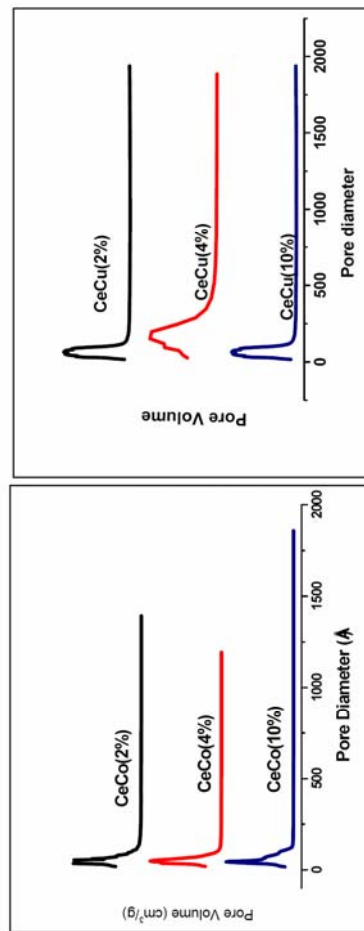 Pore Volume (cm³/g)
CeCo(2%)
CeCo(4%)
CeCo(10%)
0
500
1000
1500
2000
Pore Diameter (Å
Pore Volume
CeCu(2%)
CeCu(4%)
CeCu(10%)
0
500
1000
1500
2000
Pore diameter